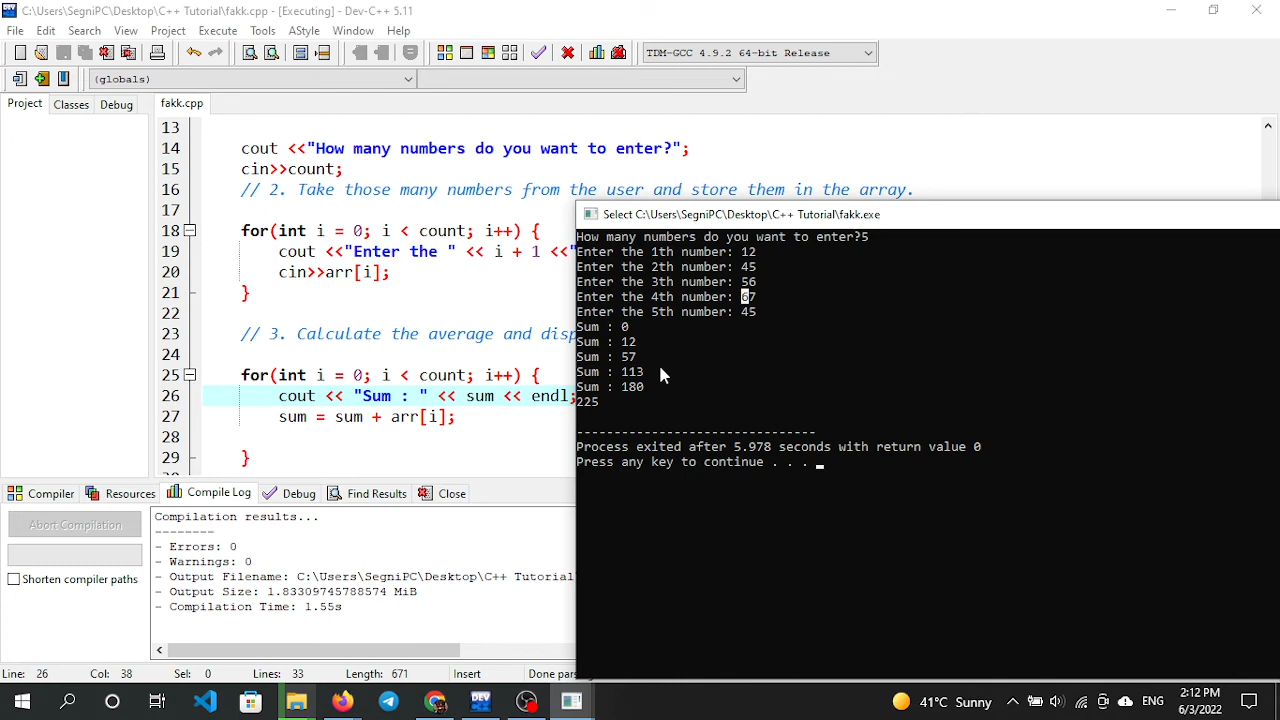 C:\Users\SegniPC\Desktop\C++ Tutorial\fakk.cpp - [Executing] - Dev-C++ 5.11
File Edit Search View Project Execute Tools AStyle Window Help
TDM-GCC 4.9.2 64-bit Release
(globals)
Project Classes Debug
fakk.cpp
13
14 cout <<"How many numbers do you want to enter?";
15 cin>>count;
16 // 2. Take those many numbers from the user and store them in the array.
17
18 for(int i = 0; i < count; i++) {
19 cout <<"Enter the " << i + 1 <<"
20 cin>>arr[i];
21 }
22
23 // 3. Calculate the average and disp
24
25 for(int i = 0; i < count; i++) {
26 cout << "Sum : " << sum << endl;
27 sum = sum + arr[i];
28
29 }
Select C:\Users\SegniPC\Desktop\C++ Tutorial\fakk.exe
How many numbers do you want to enter?5
Enter the 1th number: 12
Enter the 2th number: 45
Enter the 3th number: 56
Enter the 4th number: 67
Enter the 5th number: 45
Sum : 0
Sum : 12
Sum : 57
Sum : 113
Sum : 180
225
--------------------------------
Process exited after 5.978 seconds with return value 0
Press any key to continue . . .
Compiler Resources Compile Log Debug Find Results Close
Abort Compilation
Shorten compiler paths
Compilation results...
--------
- Errors: 0
- Warnings: 0
- Output Filename: C:\Users\SegniPC\Desktop\C++ Tutorial
- Output Size: 1.83309745788574 MiB
- Compilation Time: 1.55s
Line: 26 Col: 38 Sel: 0 Lines: 33 Length: 671 Insert Done pars
DEV
41°C Sunny
ENG
2:12 PM
6/3/2022